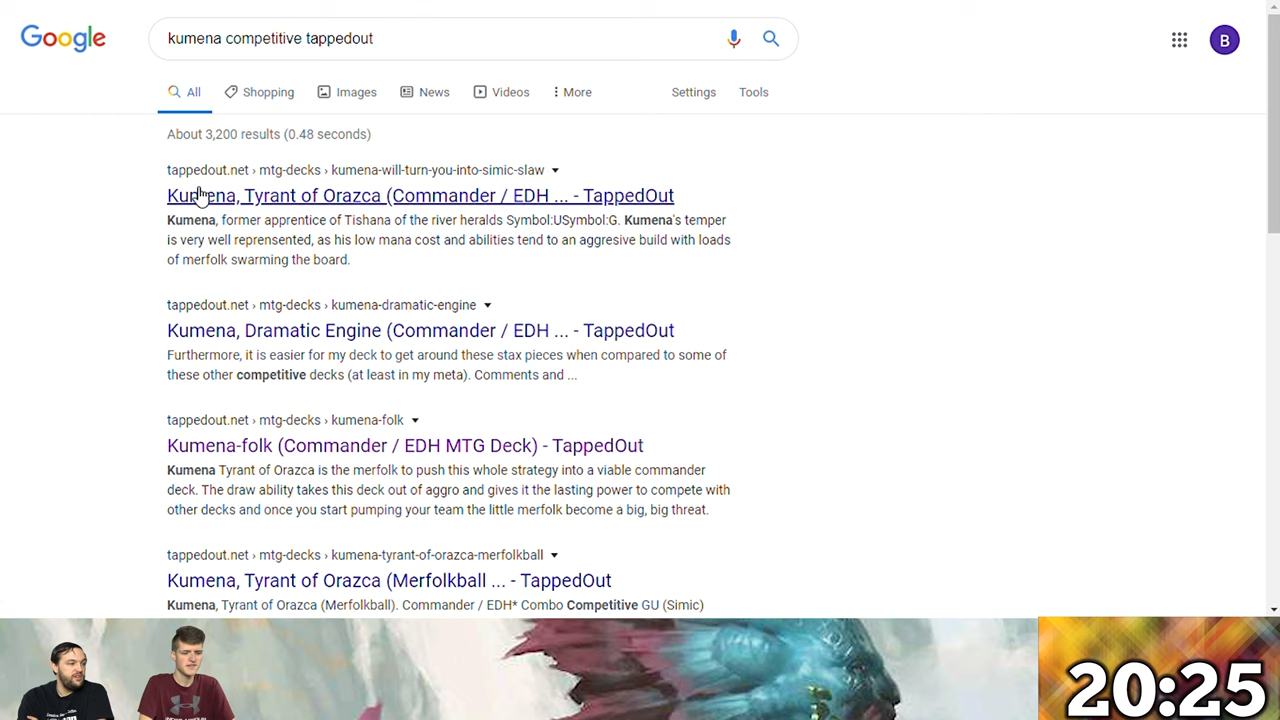 Google
kumena competitive tappedout
B
All
Shopping
Images
News
Videos
More
Settings
Tools
About 3,200 results (0.48 seconds)
tappedout.net › mtg-decks › kumena-will-turn-you-into-simic-slaw
Kumena, Tyrant of Orazca (Commander / EDH ... - TappedOut
Kumena, former apprentice of Tishana of the river heralds Symbol:USymbol:G. Kumena's temper
is very well reprensented, as his low mana cost and abilities tend to an aggresive build with loads
of merfolk swarming the board.
tappedout.net › mtg-decks › kumena-dramatic-engine
Kumena, Dramatic Engine (Commander / EDH ... - TappedOut
Furthermore, it is easier for my deck to get around these stax pieces when compared to some of
these other competitive decks (at least in my meta). Comments and ...
tappedout.net › mtg-decks › kumena-folk
Kumena-folk (Commander / EDH MTG Deck) - TappedOut
Kumena Tyrant of Orazca is the merfolk to push this whole strategy into a viable commander
deck. The draw ability takes this deck out of aggro and gives it the lasting power to compete with
other decks and once you start pumping your team the little merfolk become a big, big threat.
tappedout.net › mtg-decks › kumena-tyrant-of-orazca-merfolkball
Kumena, Tyrant of Orazca (Merfolkball ... - TappedOut
Kumena, Tyrant of Orazca (Merfolkball). Commander / EDH* Combo Competitive GU (Simic)
20:25